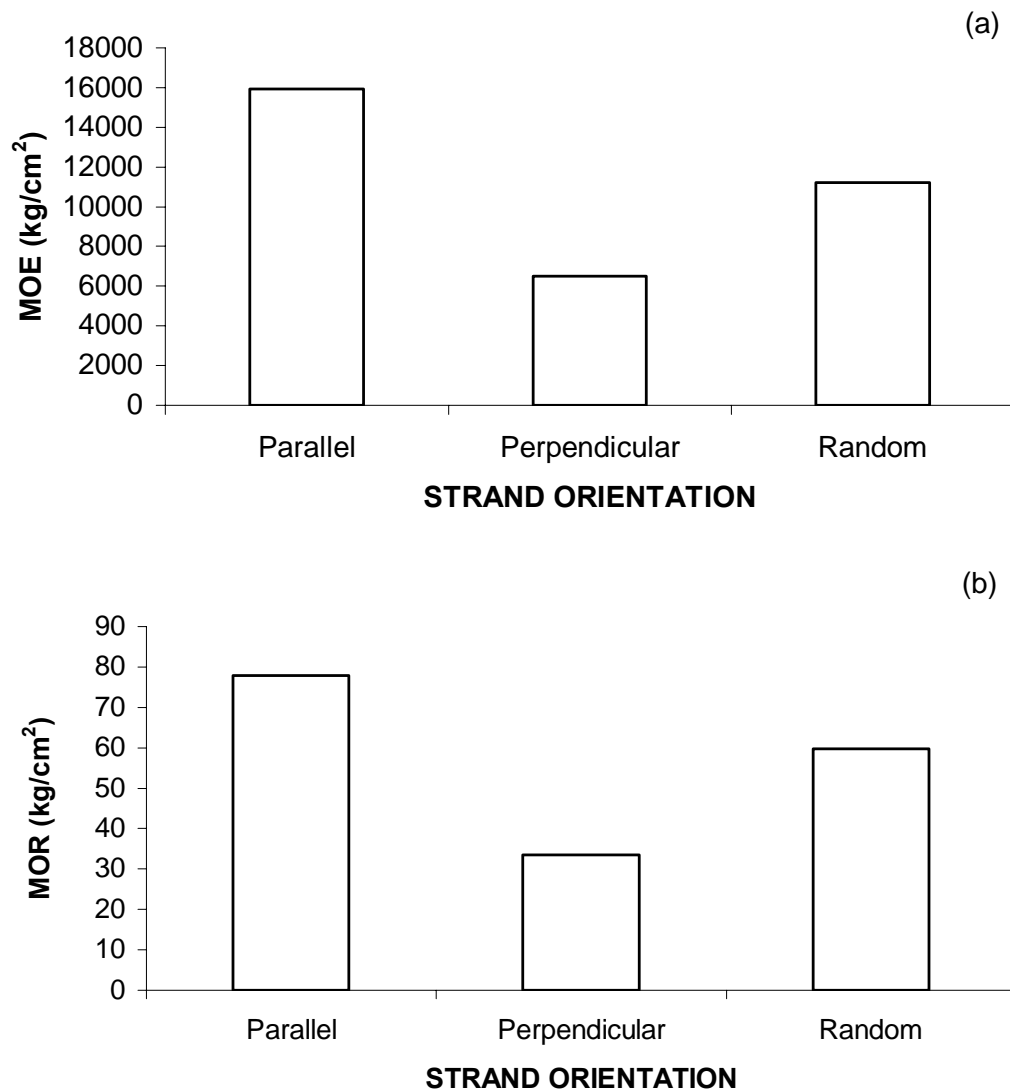 (a)
18000
16000
14000
12000
10000
8000
6000
4000
2000
0
MOE (kg/cm²)
Parallel Perpendicular Random
STRAND ORIENTATION
(b)
90
80
70
60
50
40
30
20
10
0
MOR (kg/cm²)
Parallel Perpendicular Random
STRAND ORIENTATION